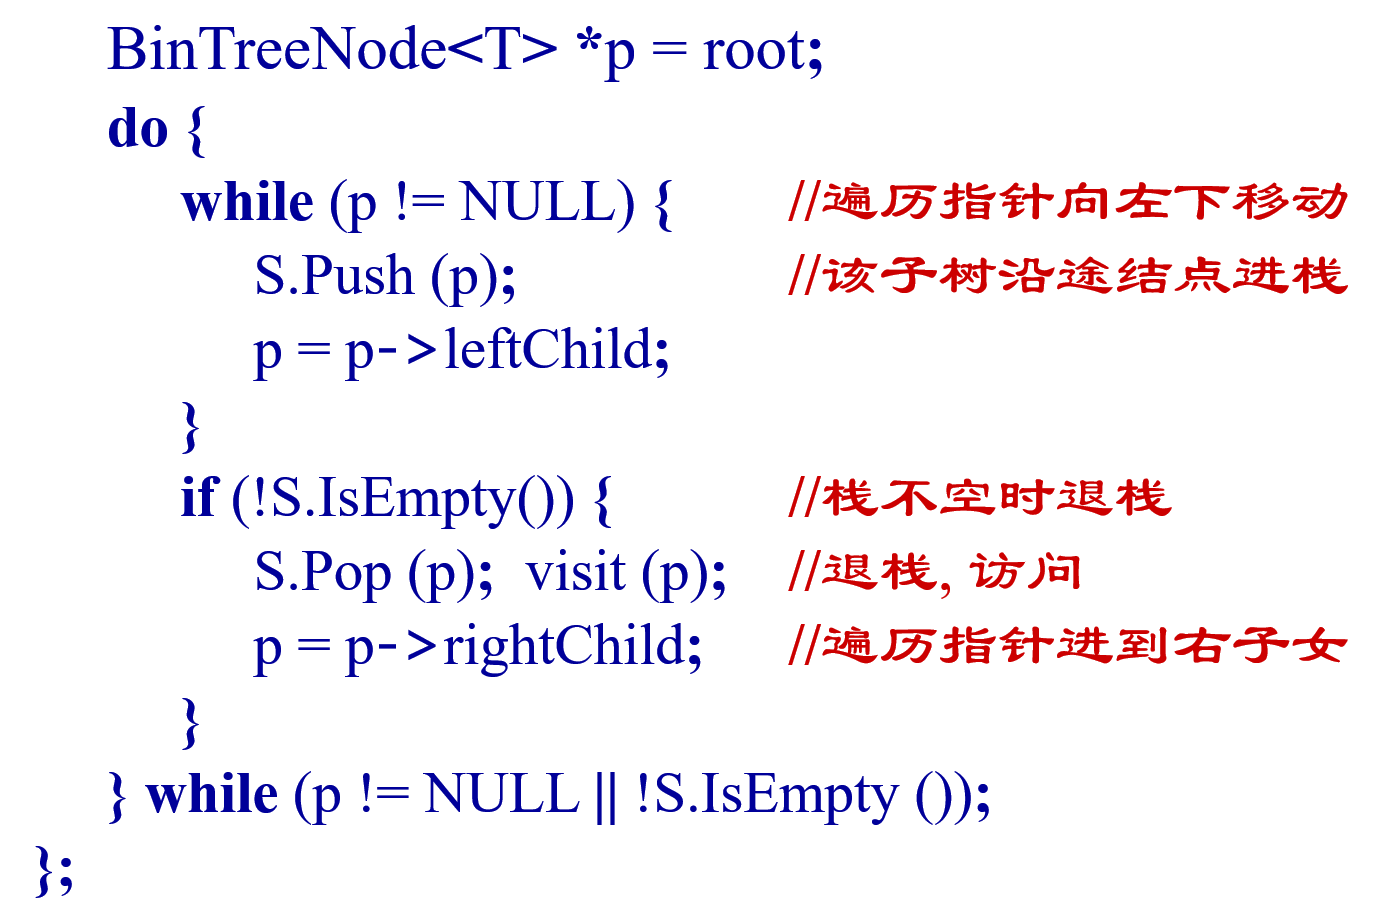 BinTreeNode<T> *p = root;
do {
while (p != NULL) { //遍历指针向左下移动
S.Push (p); //该子树沿途结点进栈
p = p->leftChild;
}
if (!S.IsEmpty()) { //栈不空时退栈
S.Pop (p); visit (p); //退栈, 访问
p = p->rightChild; //遍历指针进到右子女
}
} while (p != NULL || !S.IsEmpty ());
};